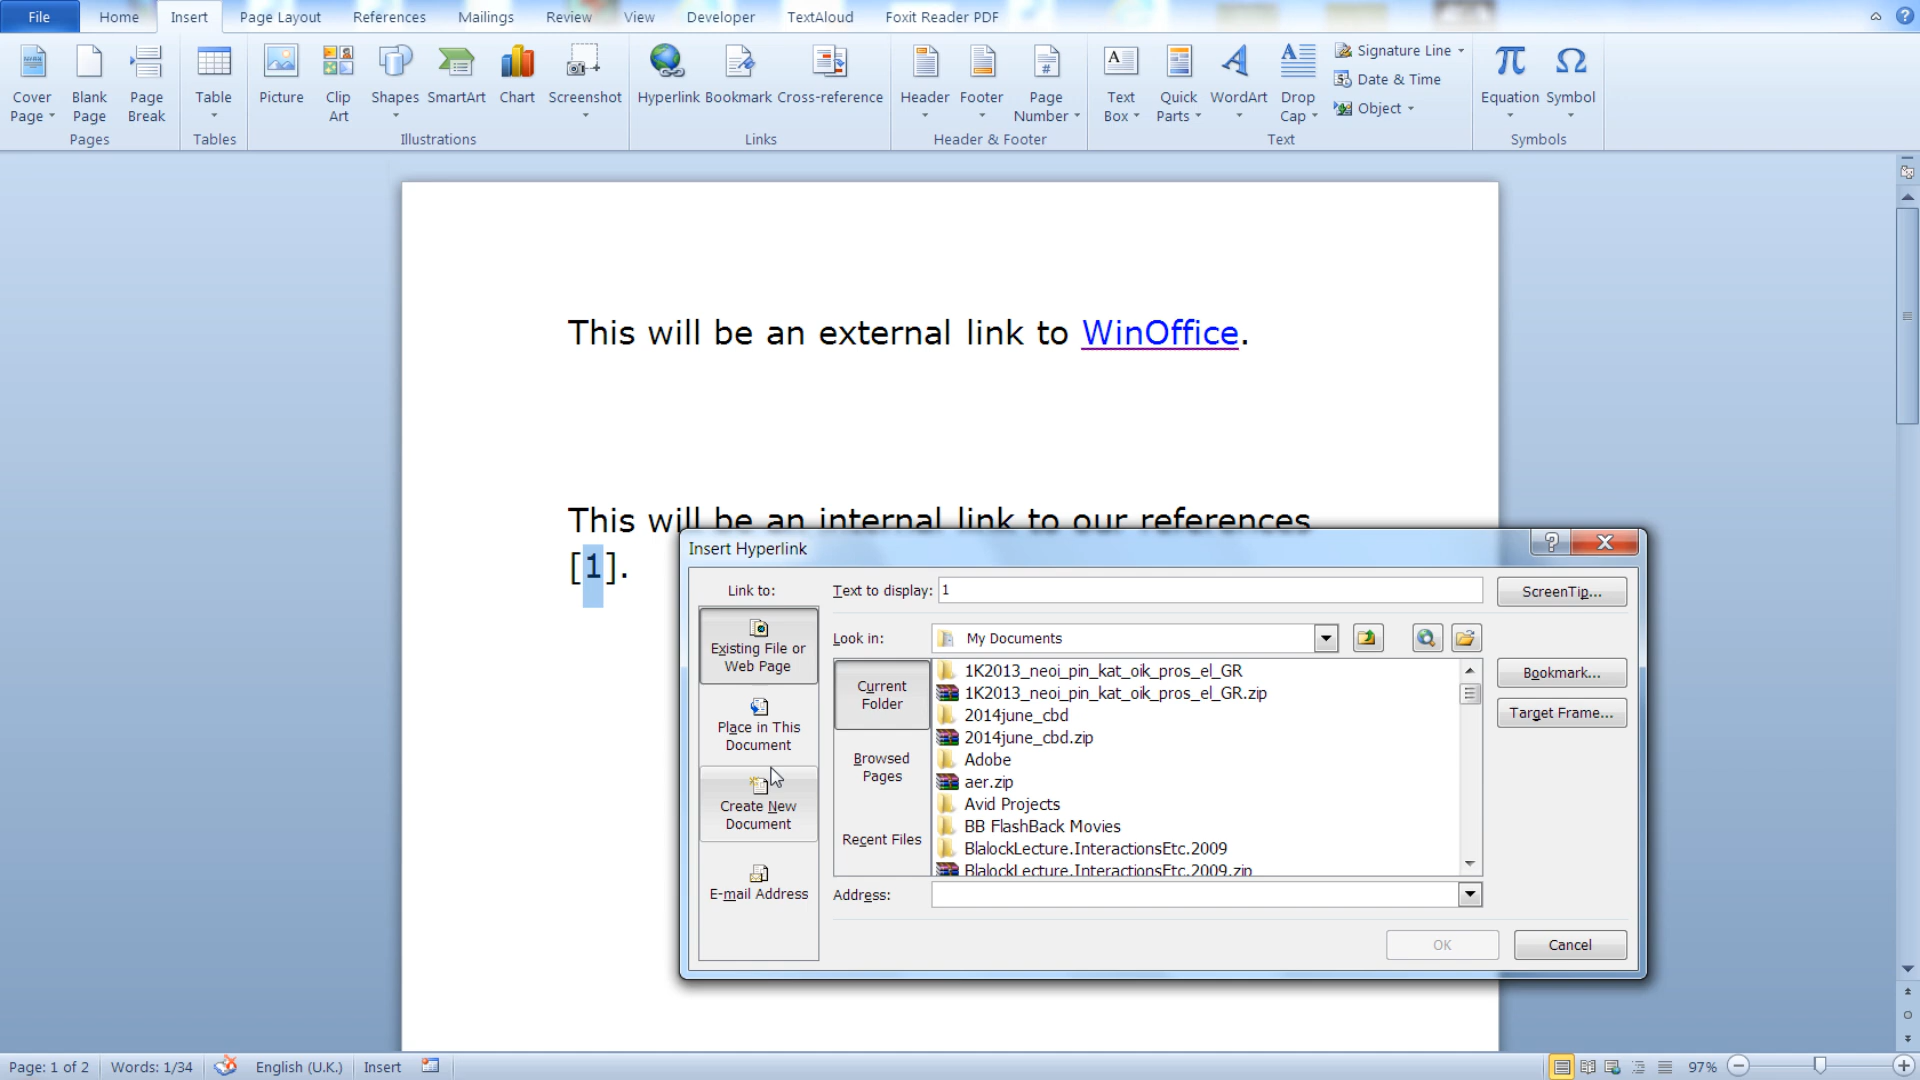 File Home Insert Page Layout References Mailings Review View Developer TextAloud Foxit Reader PDF
Cover Page
Blank Page
Page Break
Pages
Table
Tables
Picture
Clip Art
Shapes
SmartArt
Chart
Screenshot
Illustrations
Hyperlink
Bookmark
Cross-reference
Links
Header
Footer
Page Number
Header & Footer
Text Box
Quick Parts
WordArt
Drop Cap
Signature Line
Date & Time
Object
Text
Equation
Symbol
Symbols
This will be an external link to WinOffice.
This will be an internal link to our references
[1].
Insert Hyperlink
Link to:
Text to display: 1
ScreenTip...
Existing File or
Web Page
Place in This
Document
Create New
Document
E-mail Address
Look in: My Documents
Current
Folder
Browsed
Pages
Recent Files
1K2013_neoi_pin_kat_oik_pros_el_GR
1K2013_neoi_pin_kat_oik_pros_el_GR.zip
2014june_cbd
2014june_cbd.zip
Adobe
aer.zip
Avid Projects
BB FlashBack Movies
BlalockLecture.InteractionsEtc.2009
BlalockLecture.InteractionsEtc.2009.zip
Bookmark...
Target Frame...
Address:
OK Cancel
Page: 1 of 2 Words: 1/34 English (U.K.) Insert 97%